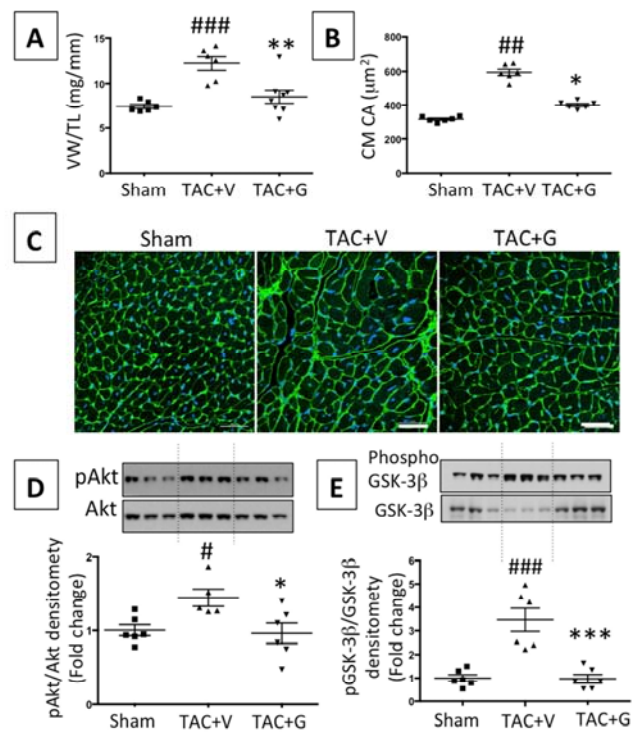 A
VW/TL (mg/mm)
15
10
5
0
###
**
Sham TAC+V TAC+G
B
CM CA (µm²)
800
600
400
200
0
##
*
Sham TAC+V TAC+G
C
Sham TAC+V TAC+G
D
pAkt
Akt
pAkt/Akt densitomety
(Fold change)
2
1
0
#
*
Sham TAC+V TAC+G
E
Phospho
GSK-3β
GSK-3β
pGSK-3β/GSK-3β
densitomety
(Fold change)
6
5
4
3
2
1
0
###
***
Sham TAC+V TAC+G